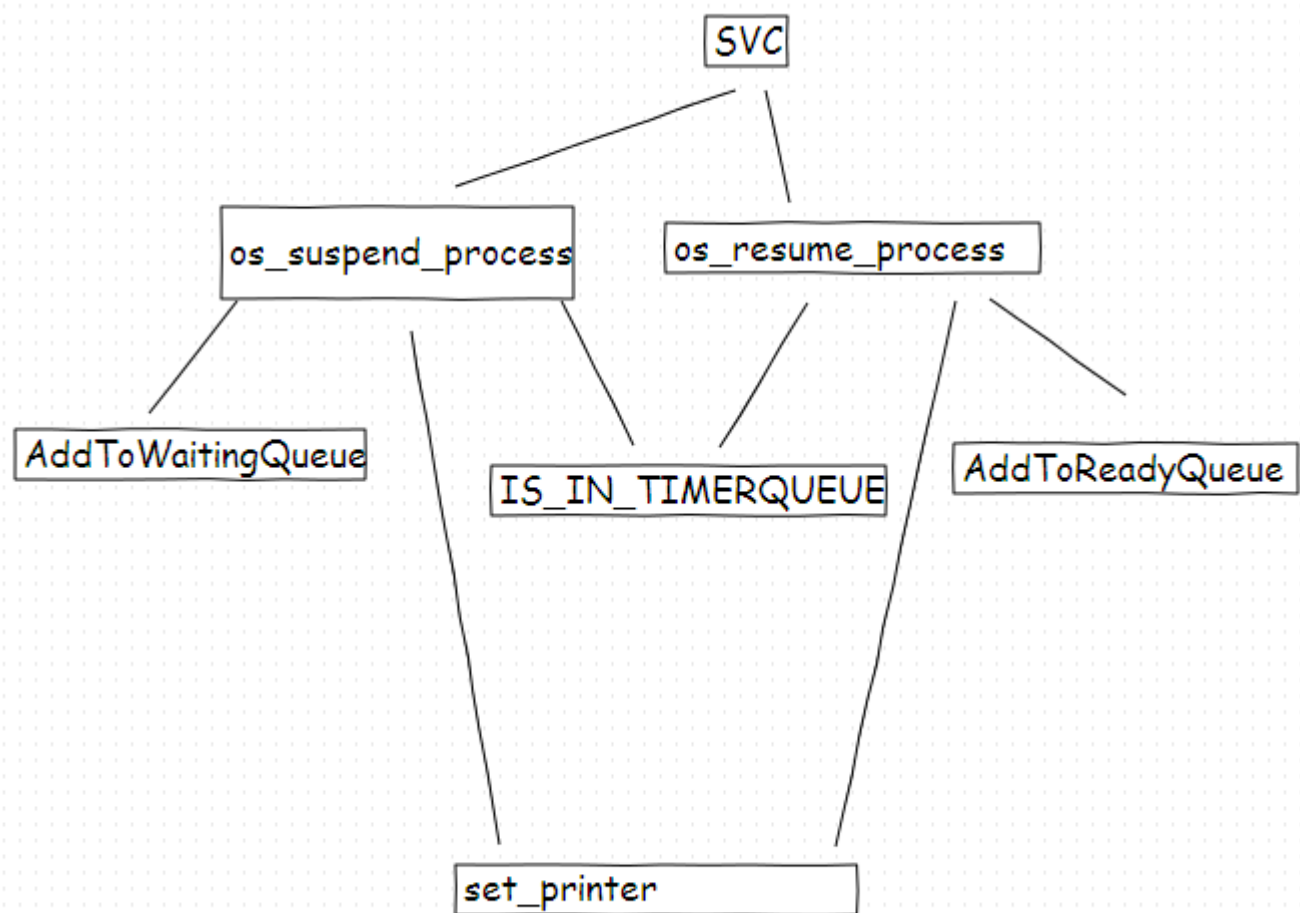 SVC
os_suspend_process
os_resume_process
AddToWaitingQueue
IS_IN_TIMERQUEUE
AddToReadyQueue
set_printer